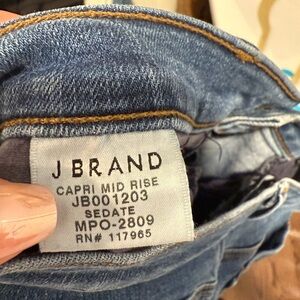 J BRAND
CAPRI MID RISE
JB001203
SEDATE
MPO-2809
RN# 117965